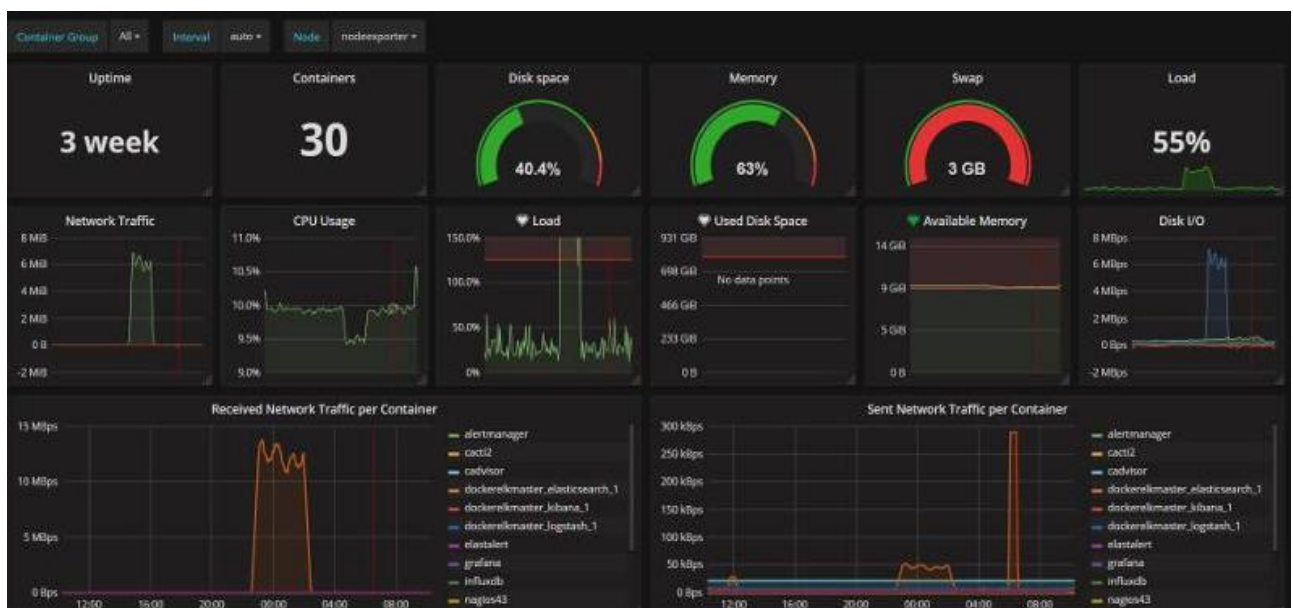 Container Group All Interval auto Node nodeexporter
Uptime
3 week
Containers
30
Disk space
40.4%
Memory
63%
Swap
3 GB
Load
55%
Network Traffic
8 MiB
6 MiB
4 MiB
2 MiB
0 B
-2 MiB
CPU Usage
11.0%
10.5%
10.0%
9.5%
9.0%
Load
150.0%
100.0%
50.0%
0%
Used Disk Space
931 GiB
698 GiB
466 GiB
233 GiB
0 B
No data points
Available Memory
14 GiB
9 GiB
5 GiB
0 B
Disk I/O
8 MBps
6 MBps
4 MBps
2 MBps
0 Bps
-2 MBps
Received Network Traffic per Container
15 MBps
10 MBps
5 MBps
0 Bps
12:00 16:00 20:00 00:00 04:00 08:00
alertmanager
cacti2
cadvisor
dockerelkmaster_elasticsearch_1
dockerelkmaster_kibana_1
dockerelkmaster_logstash_1
elastalert
grafana
influxdb
nagios43
Sent Network Traffic per Container
300 kBps
250 kBps
200 kBps
150 kBps
100 kBps
50 kBps
0 Bps
12:00 16:00 20:00 00:00 04:00 08:00
alertmanager
cacti2
cadvisor
dockerelkmaster_elasticsearch_1
dockerelkmaster_kibana_1
dockerelkmaster_logstash_1
elastalert
grafana
influxdb
nagios43